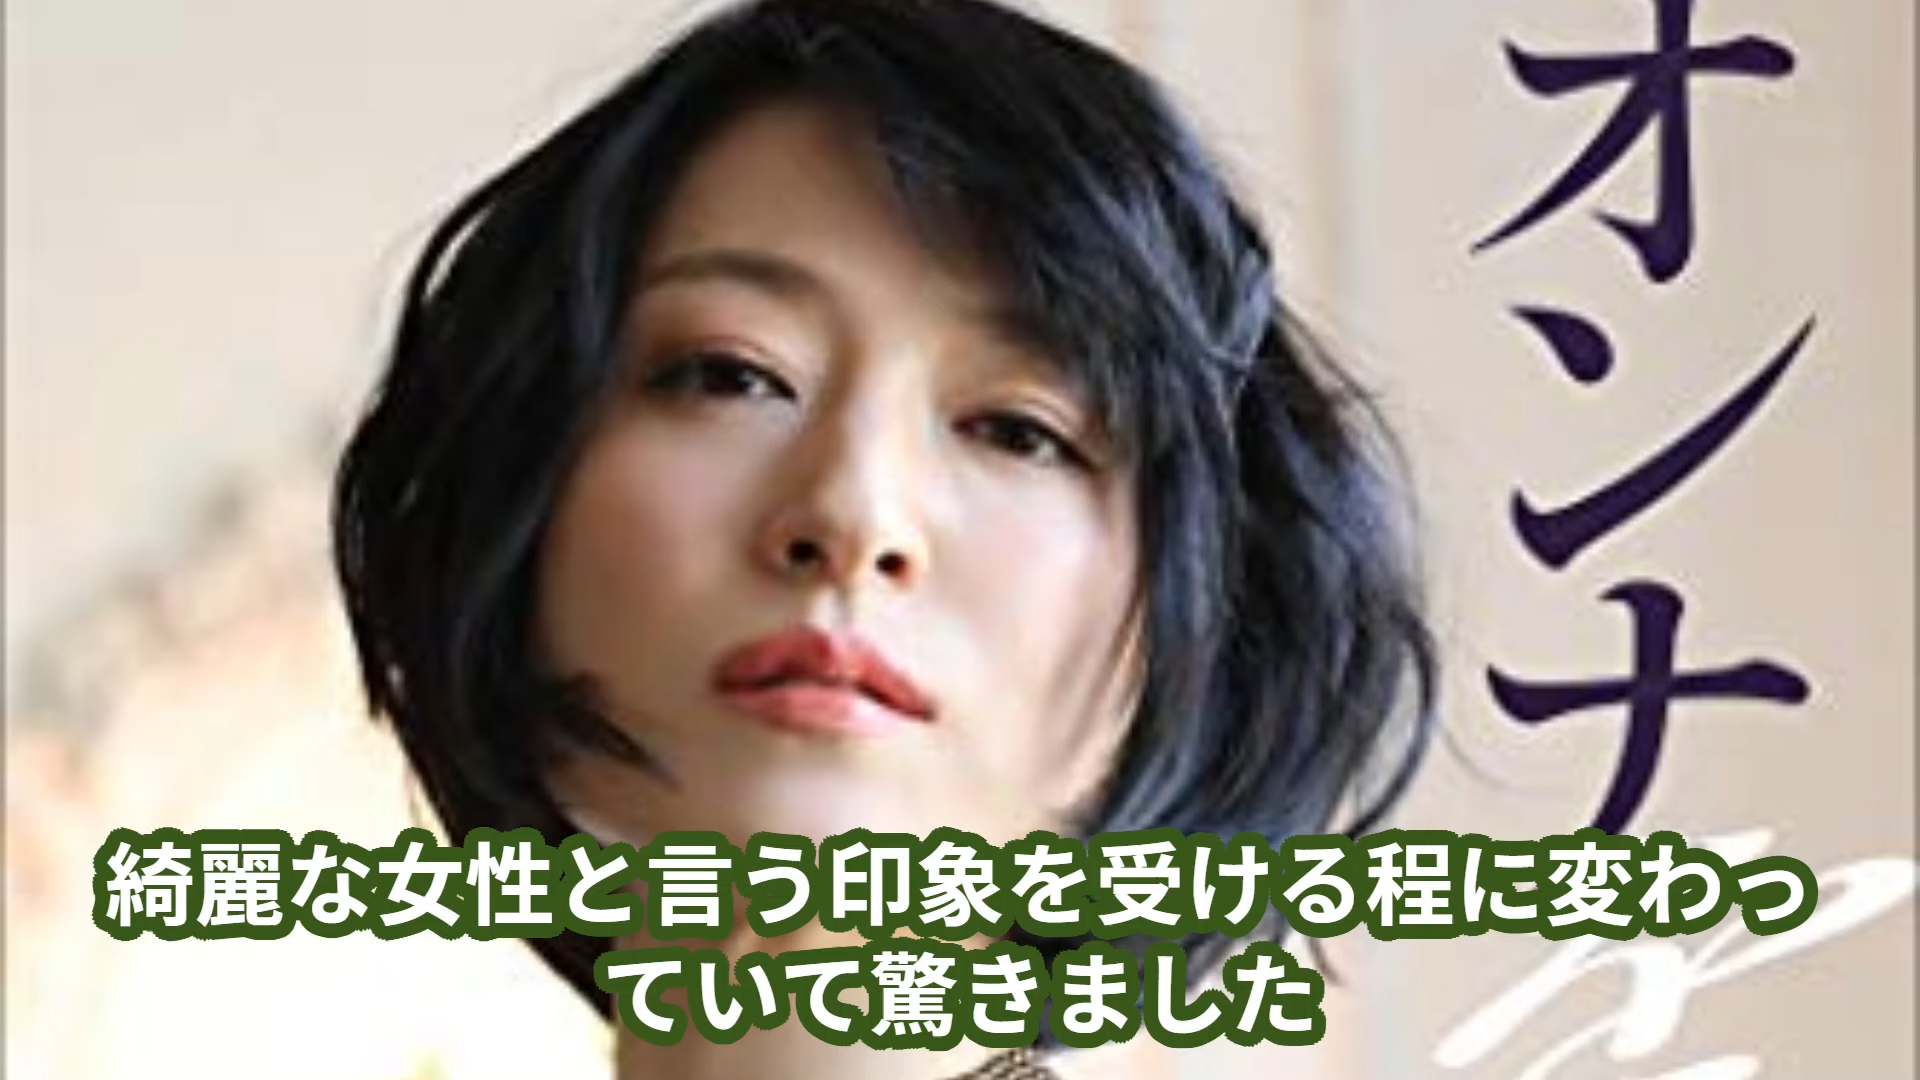 オンナ
綺麗な女性と言う印象を受ける程に変わっ
ていて驚きました